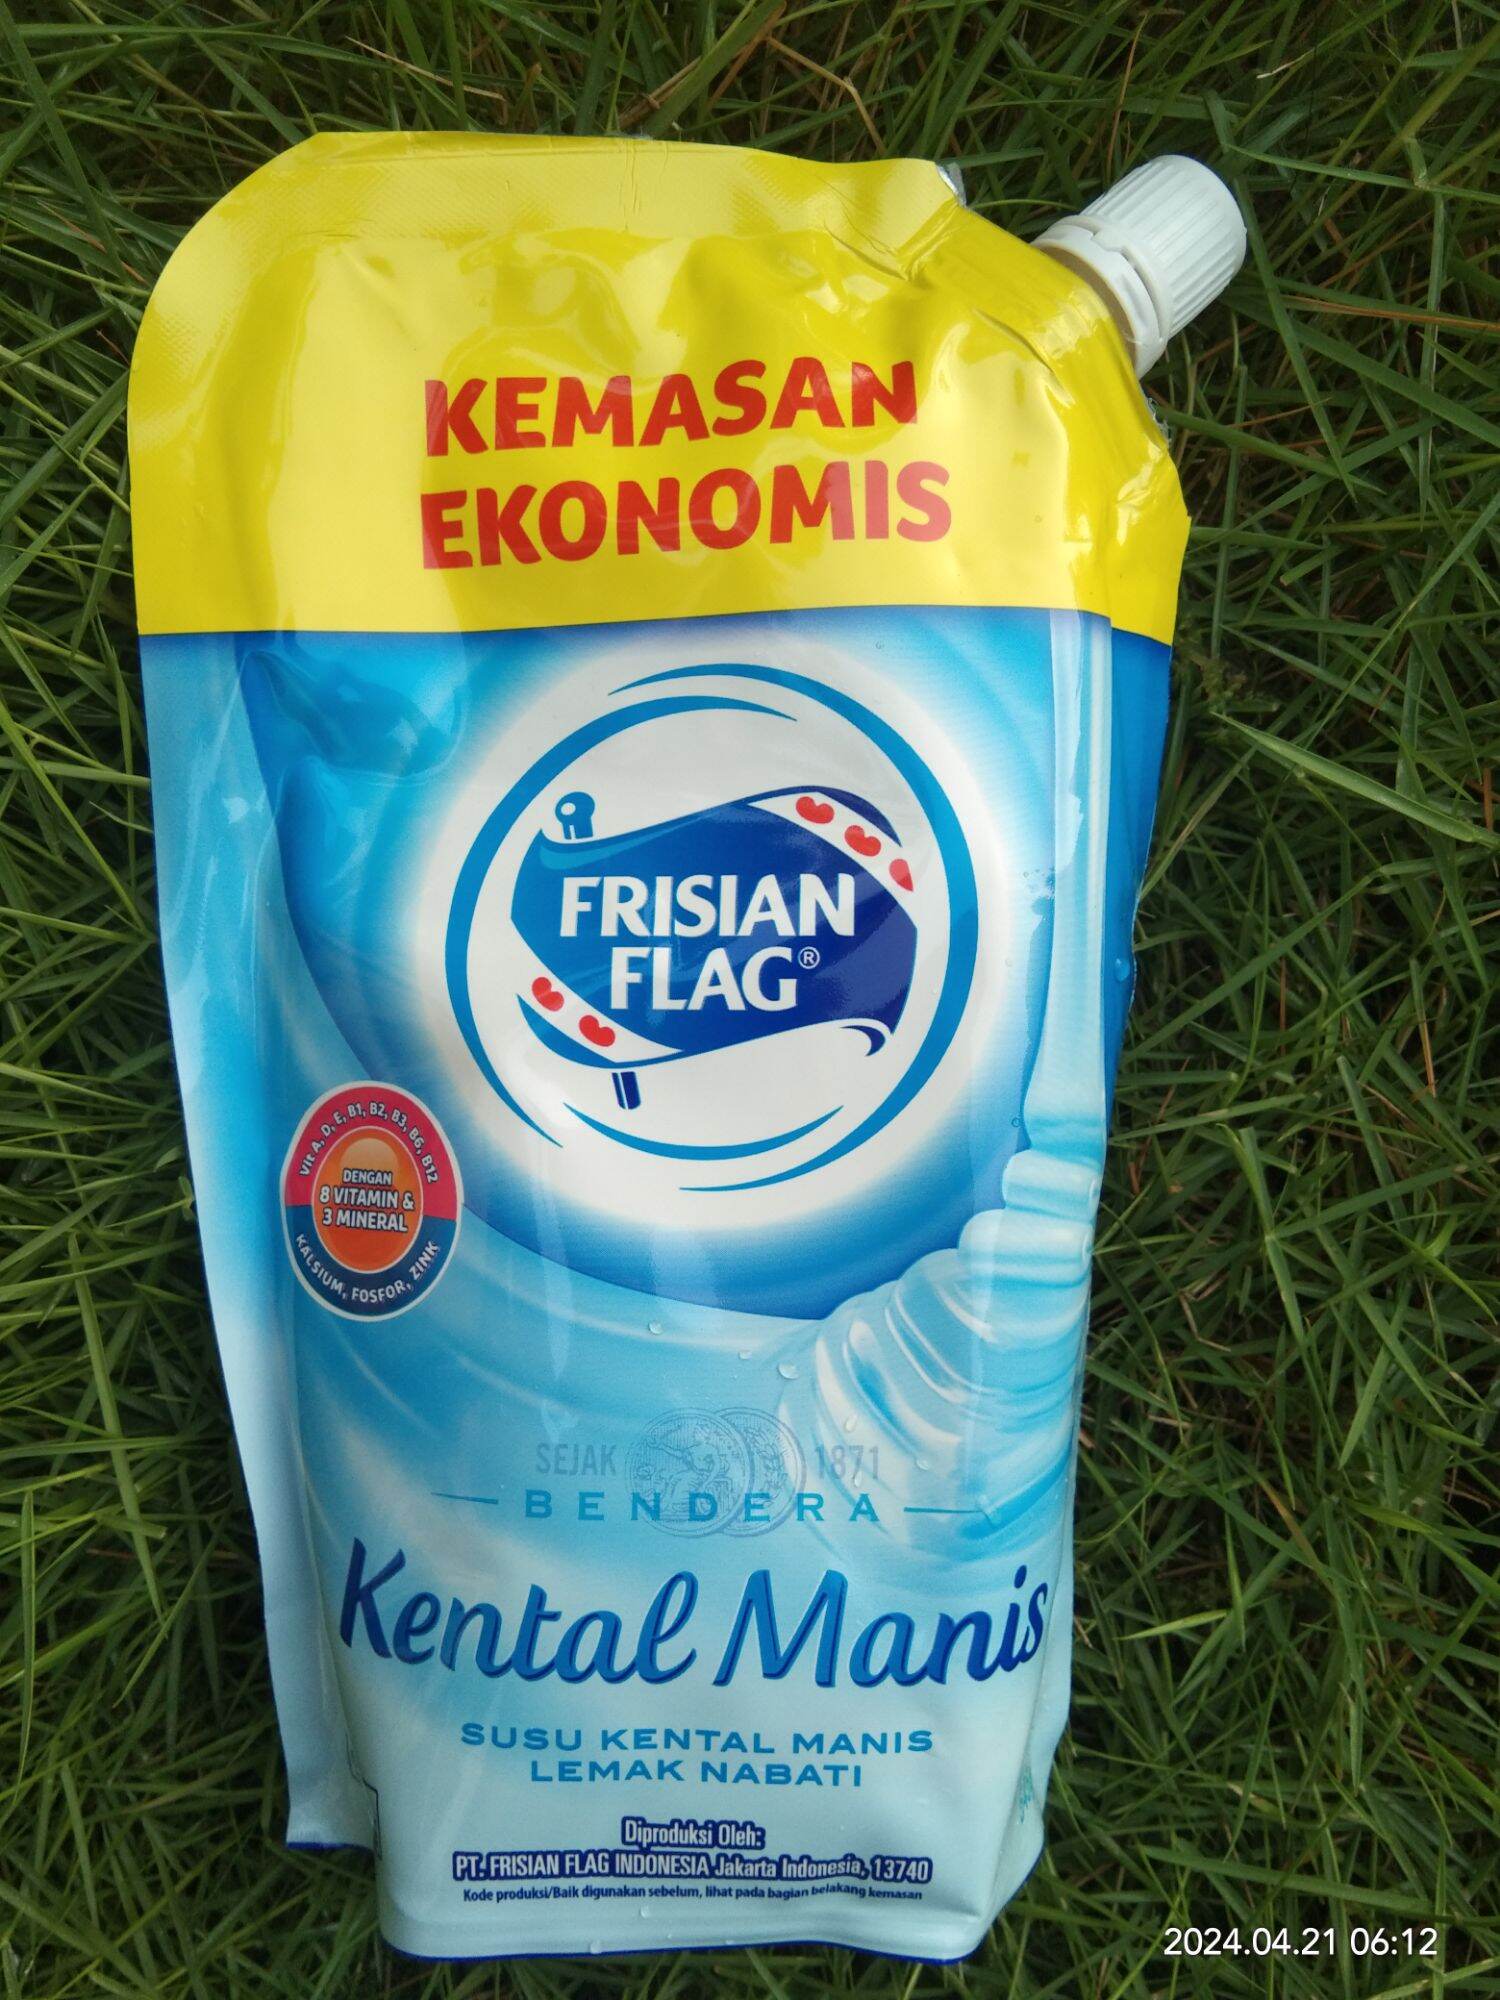 KEMASAN
EKONOMIS
FRISIAN
FLAG®
Vit A, D, E, B1, B2, B3, B6, B12
DENGAN
8 VITAMIN &
3 MINERAL
KALSIUM, FOSFOR, ZINK
SEJAK 1871
BENDERA
Kental Manis
SUSU KENTAL MANIS
LEMAK NABATI
Diproduksi Oleh:
PT. FRISIAN FLAG INDONESIA Jakarta Indonesia, 13740
Kode produksi/Baik digunakan sebelum, lihat pada bagian belakang kemasan
2024.04.21 06:12